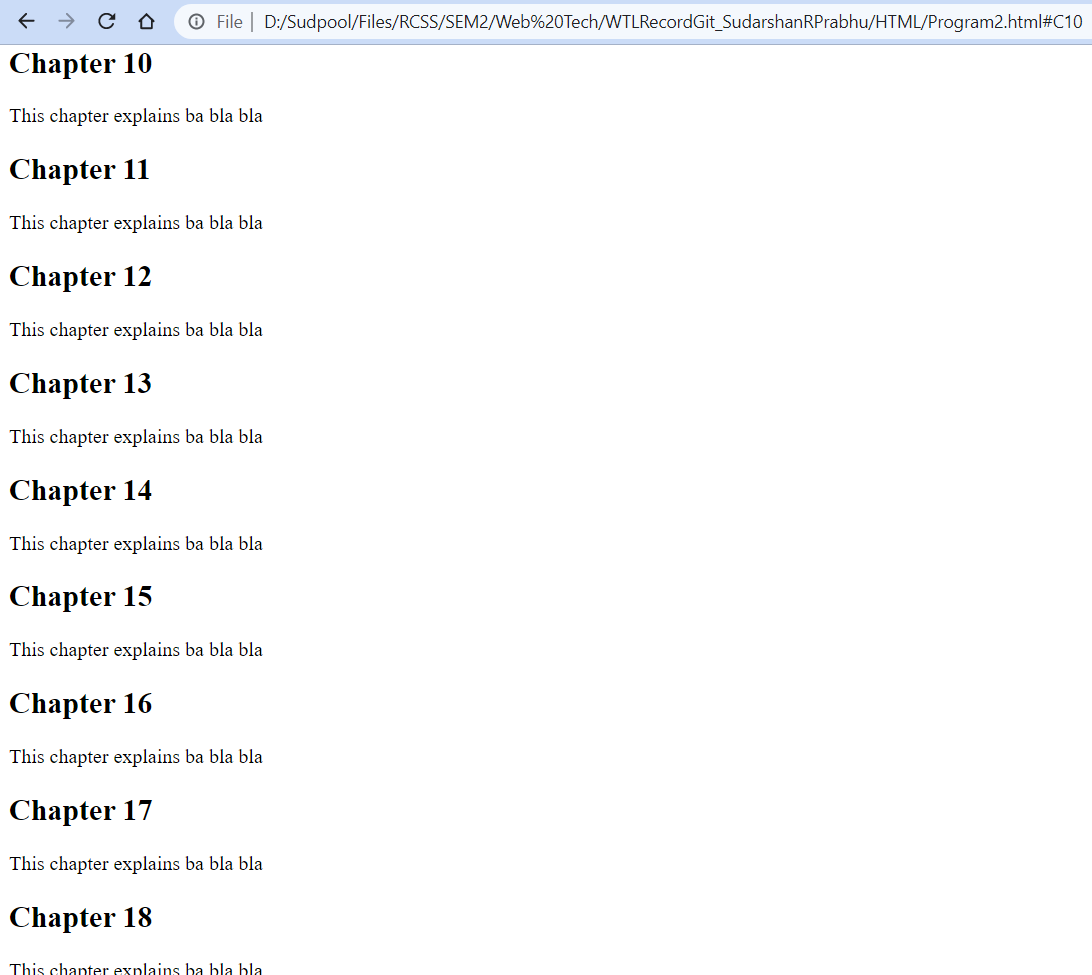 File | D:/Sudpool/Files/RCSS/SEM2/Web%20Tech/WTLRecordGit_SudarshanRPrabhu/HTML/Program2.html#C10
Chapter 10
This chapter explains ba bla bla
Chapter 11
This chapter explains ba bla bla
Chapter 12
This chapter explains ba bla bla
Chapter 13
This chapter explains ba bla bla
Chapter 14
This chapter explains ba bla bla
Chapter 15
This chapter explains ba bla bla
Chapter 16
This chapter explains ba bla bla
Chapter 17
This chapter explains ba bla bla
Chapter 18
This chapter explains ba bla bla